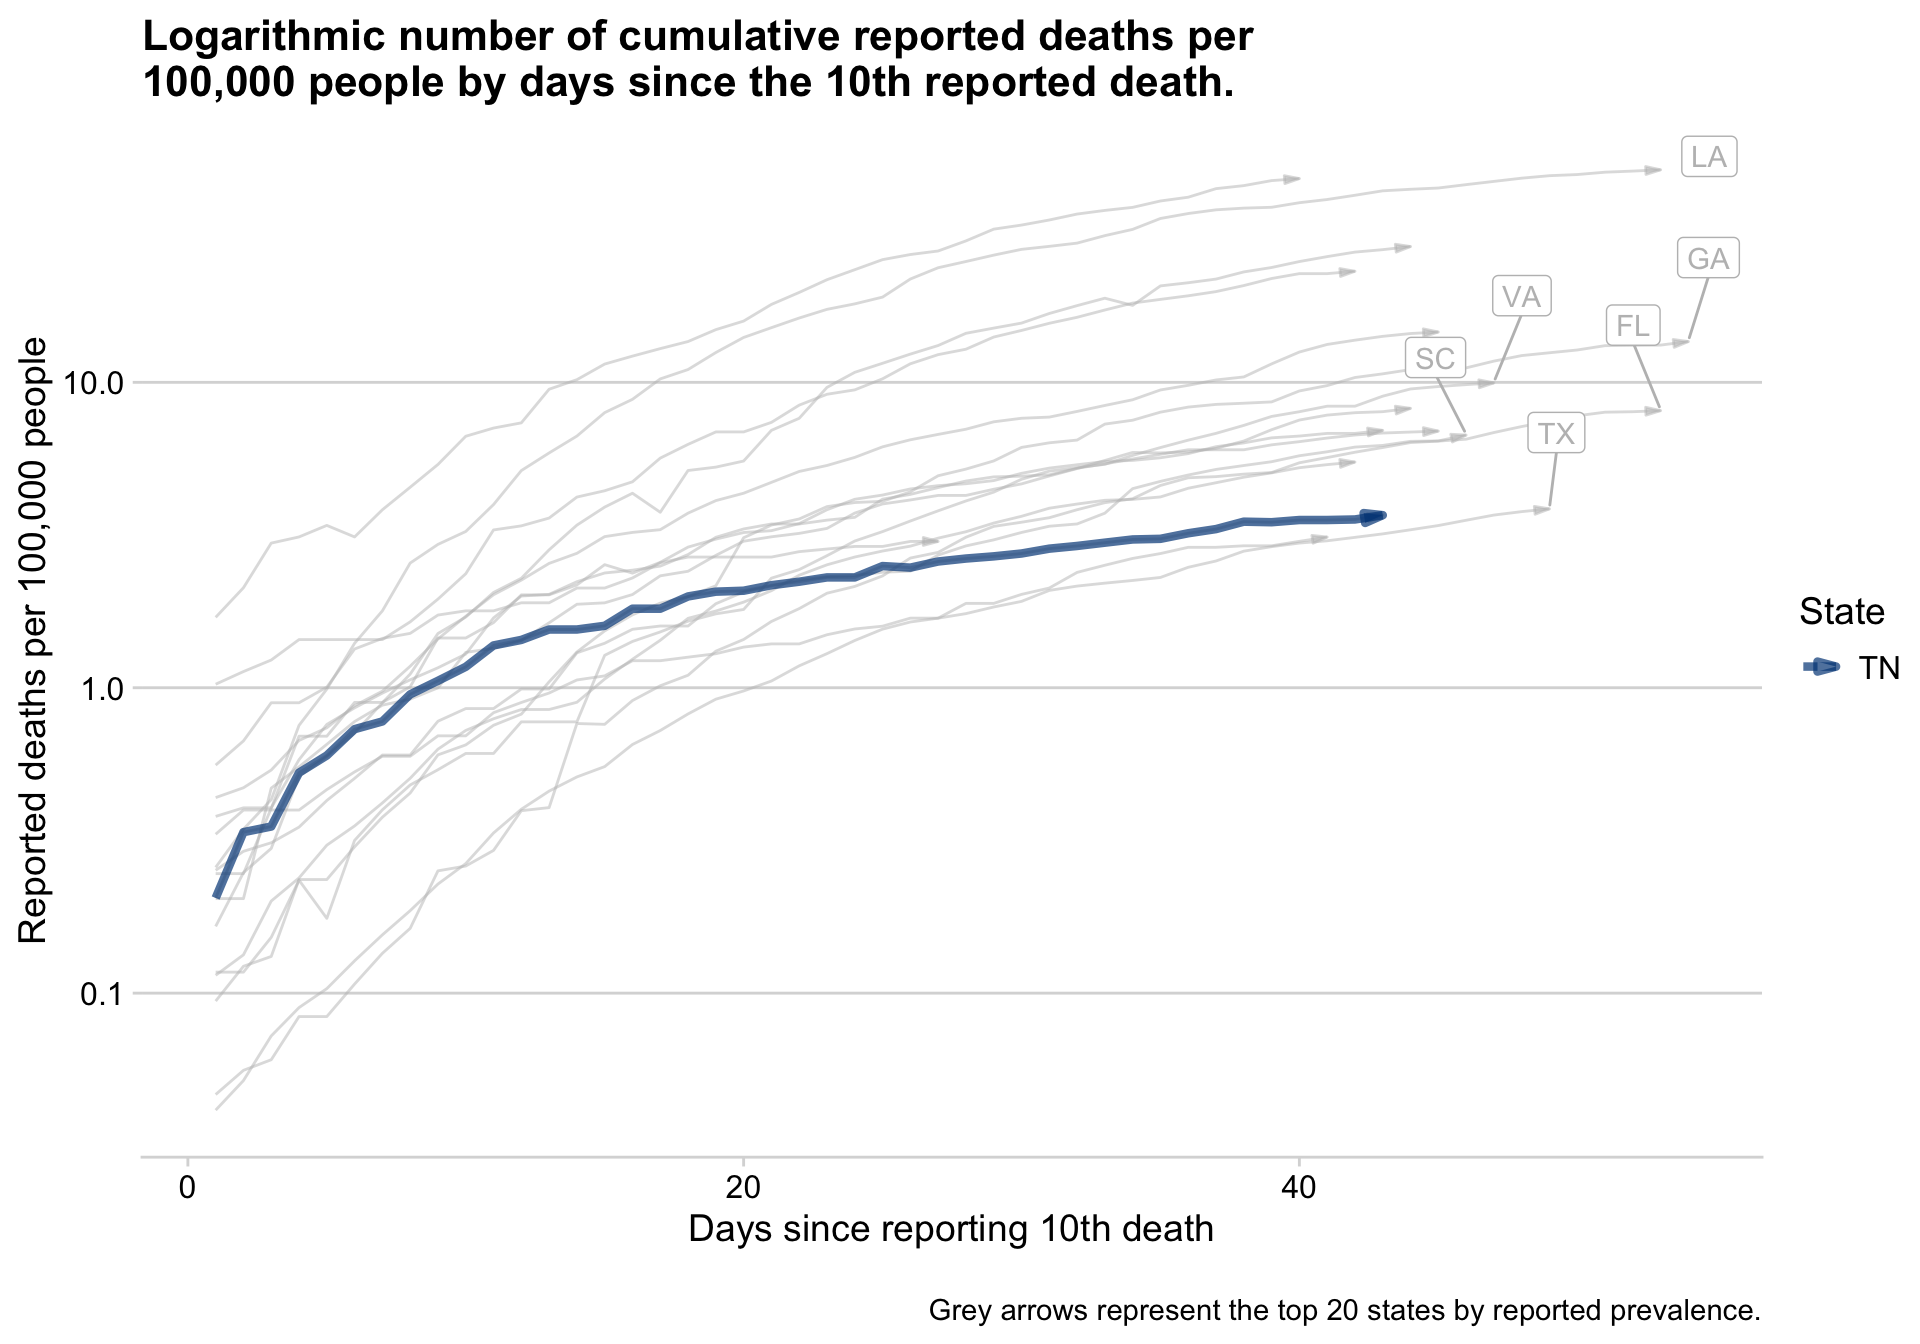 Logarithmic number of cumulative reported deaths per
100,000 people by days since the 10th reported death.
Reported deaths per 100,000 people
10.0
1.0
0.1
LA
GA
VA
FL
SC
TX
State
TN
0
20
40
Days since reporting 10th death
Grey arrows represent the top 20 states by reported prevalence.